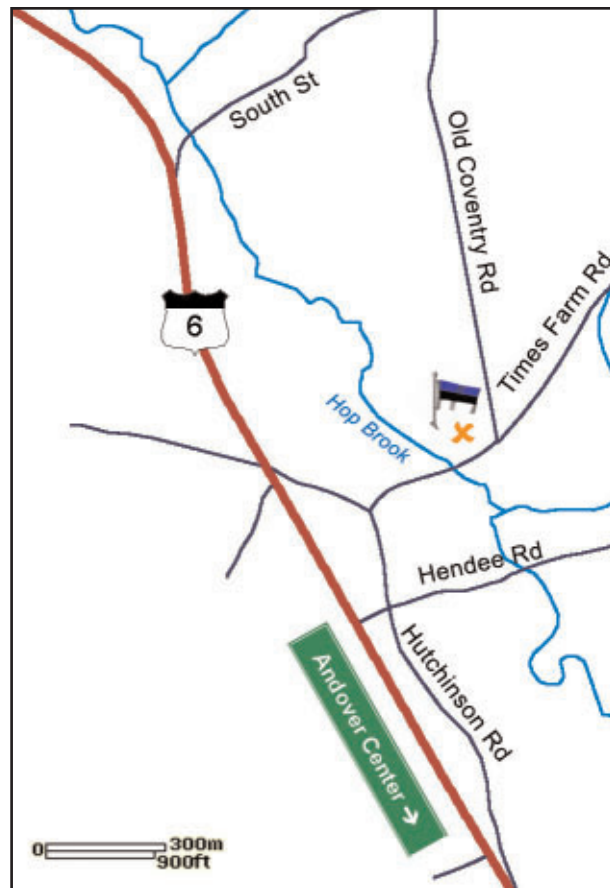 South St
Old Coventry Rd
Times Farm Rd
6
Hop Brook
Hendee Rd
Hutchinson Rd
Andover Center →
0 300m
900ft